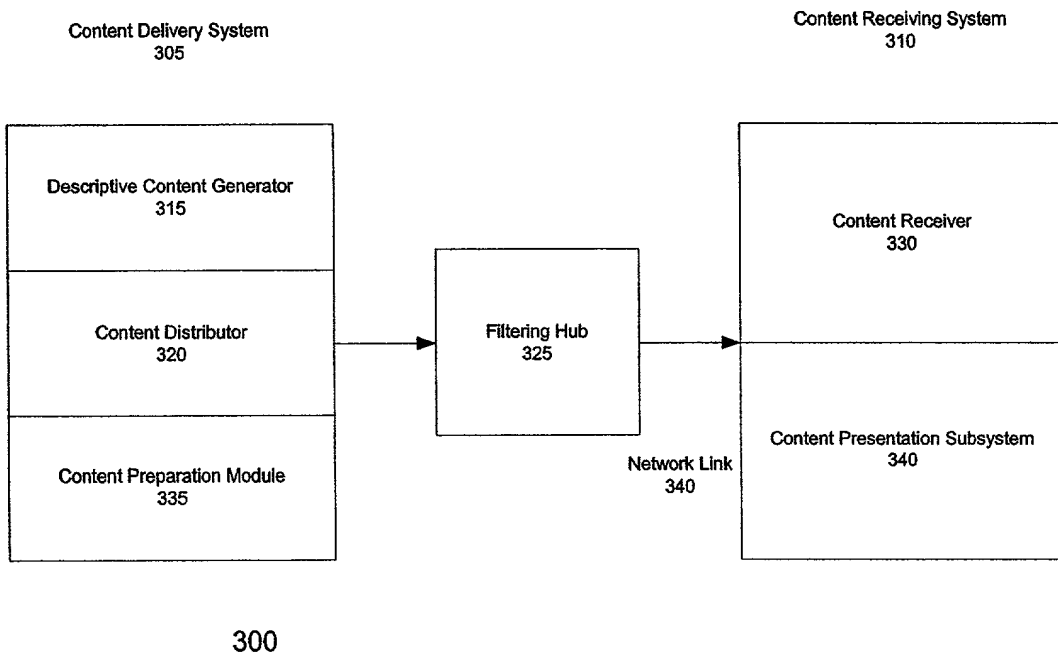 Content Delivery System
305
Content Receiving System
310
Descriptive Content Generator
315
Content Distributor
320
Content Preparation Module
335
Filtering Hub
325
Network Link
340
Content Receiver
330
Content Presentation Subsystem
340
300